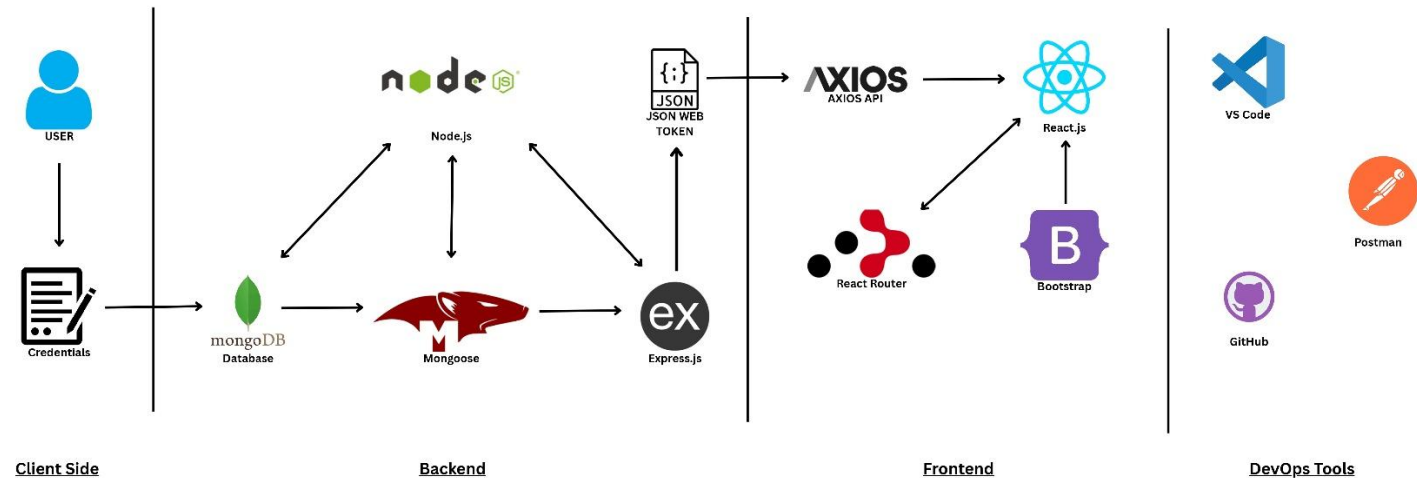 USER
Credentials
Client Side
node
JS
Node.js
mongoDB
Database
M
Mongoose
ex
Express.js
{;}
JSON
JSON WEB
TOKEN
Backend
AXIOS
AXIOS API
React.js
React Router
B
Bootstrap
Frontend
VS Code
Postman
GitHub
DevOps Tools